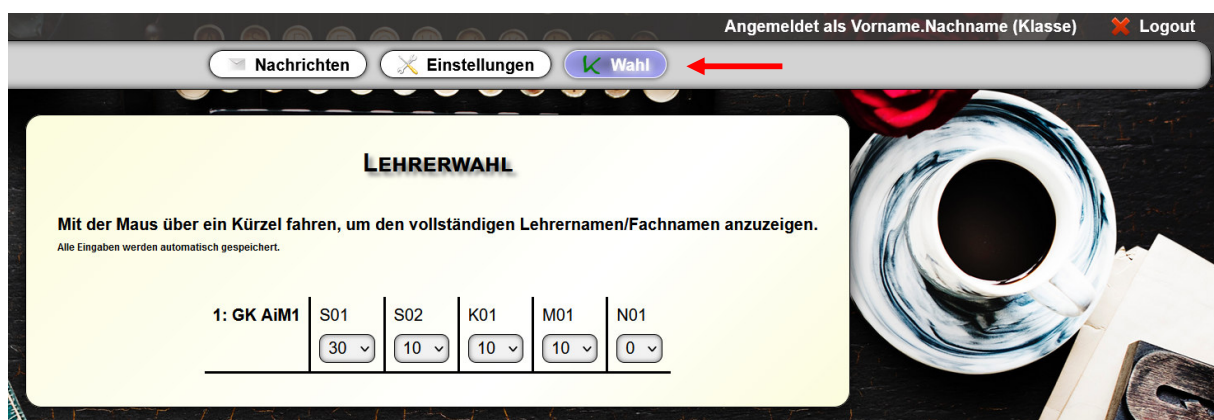 Angemeldet als Vorname.Nachname (Klasse) Logout
Nachrichten Einstellungen Wahl
Lehrerwahl
Mit der Maus über ein Kürzel fahren, um den vollständigen Lehrernamen/Fachnamen anzuzeigen.
Alle Eingaben werden automatisch gespeichert.
1: GK AiM1 S01 S02 K01 M01 N01
30 10 10 10 0